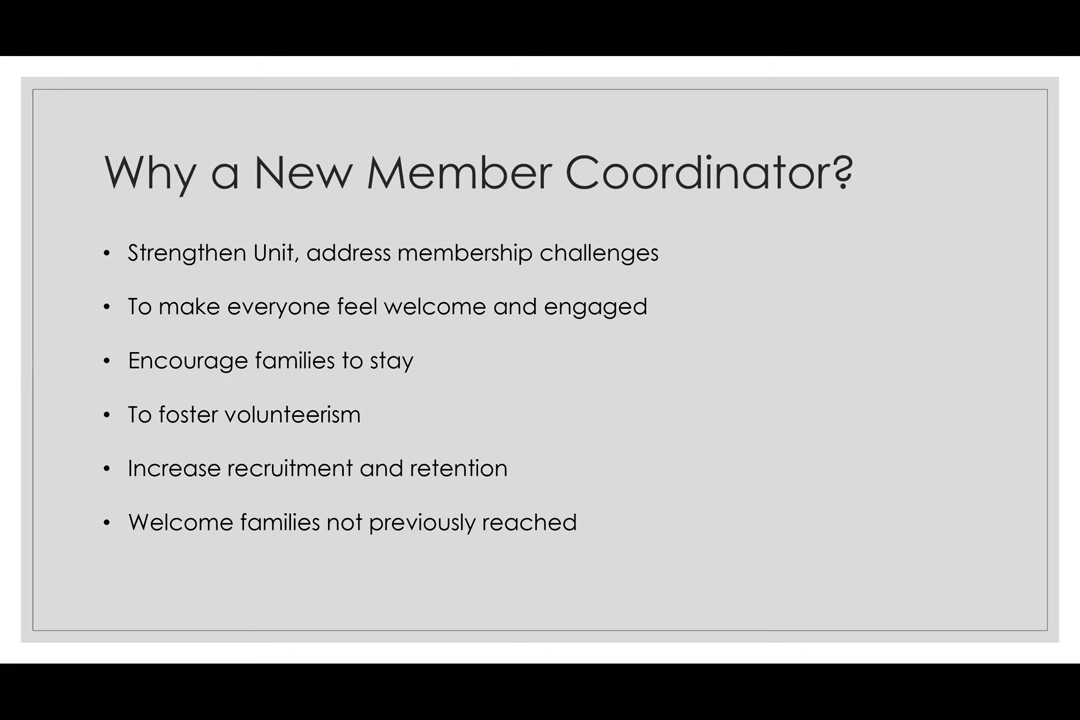 Why a New Member Coordinator?
• Strengthen Unit, address membership challenges
• To make everyone feel welcome and engaged
• Encourage families to stay
• To foster volunteerism
• Increase recruitment and retention
• Welcome families not previously reached